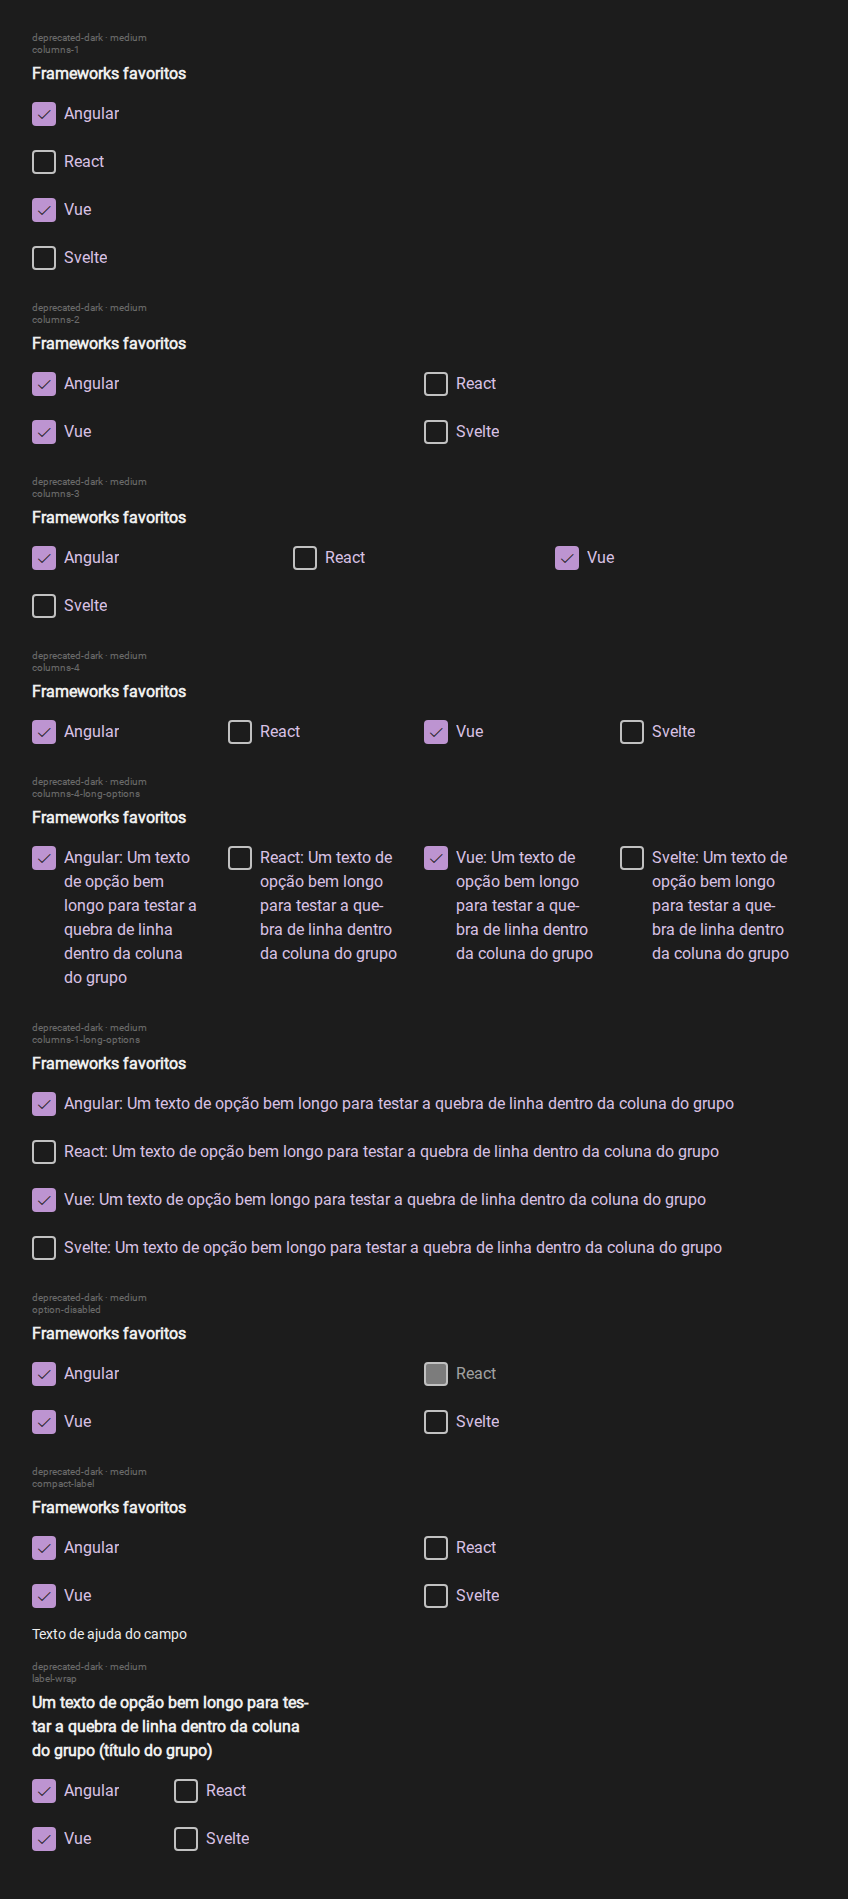 deprecated-dark · medium
columns-1
Frameworks favoritos
Angular
React
Vue
Svelte
deprecated-dark · medium
columns-2
Frameworks favoritos
Angular React
Vue Svelte
deprecated-dark · medium
columns-3
Frameworks favoritos
Angular React Vue
Svelte
deprecated-dark · medium
columns-4
Frameworks favoritos
Angular React Vue Svelte
deprecated-dark · medium
columns-4-long-options
Frameworks favoritos
Angular: Um texto
de opção bem
longo para testar a
quebra de linha
dentro da coluna
do grupo
React: Um texto de
opção bem longo
para testar a que-
bra de linha dentro
da coluna do grupo
Vue: Um texto de
opção bem longo
para testar a que-
bra de linha dentro
da coluna do grupo
Svelte: Um texto de
opção bem longo
para testar a que-
bra de linha dentro
da coluna do grupo
deprecated-dark · medium
columns-1-long-options
Frameworks favoritos
Angular: Um texto de opção bem longo para testar a quebra de linha dentro da coluna do grupo
React: Um texto de opção bem longo para testar a quebra de linha dentro da coluna do grupo
Vue: Um texto de opção bem longo para testar a quebra de linha dentro da coluna do grupo
Svelte: Um texto de opção bem longo para testar a quebra de linha dentro da coluna do grupo
deprecated-dark · medium
option-disabled
Frameworks favoritos
Angular React
Vue Svelte
deprecated-dark · medium
compact-label
Frameworks favoritos
Angular React
Vue Svelte
Texto de ajuda do campo
deprecated-dark · medium
label-wrap
Um texto de opção bem longo para tes-
tar a quebra de linha dentro da coluna
do grupo (título do grupo)
Angular React
Vue Svelte